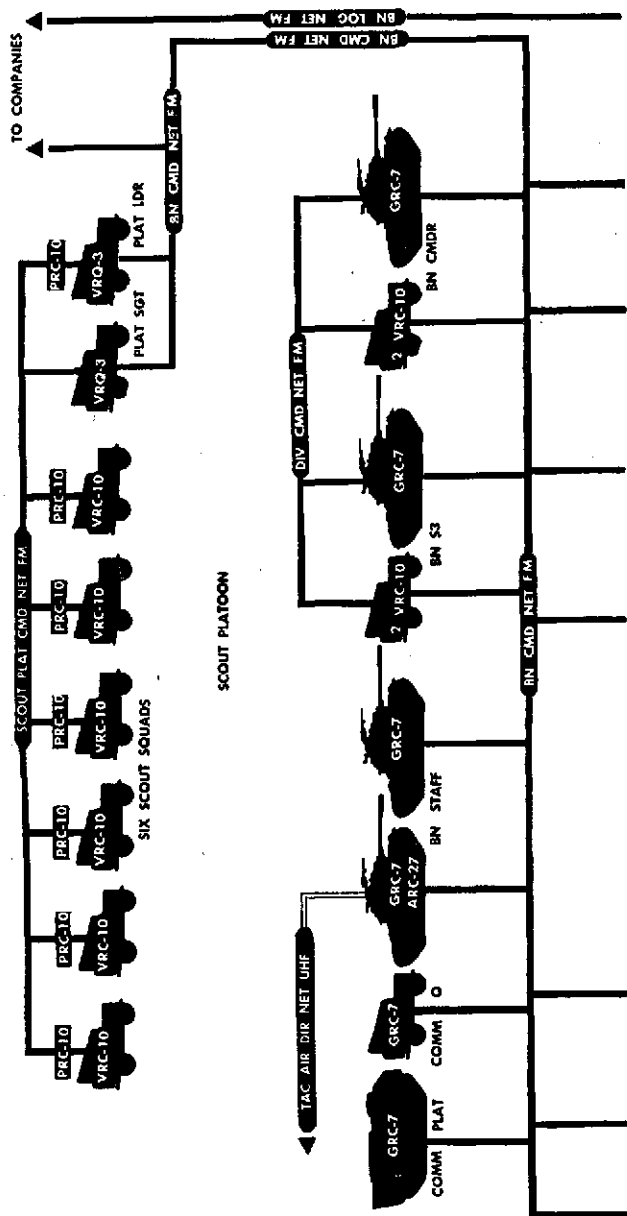 SCOUT PLAT CMD NET FM
TO COMPANIES
PRC-10 PRC-10 PRC-10 PRC-10 PRC-10 PRC-10 PRC-10
VRC-10 VRC-10 VRC-10 VRC-10 VRC-10 VRC-10 VRQ-3 VRQ-3
SIX SCOUT SQUADS
PLAT SGT
PLAT LDR
BN CMD NET FM
SCOUT PLATOON
BN CMD NET FM
BN LOG NET FM
TAC AIR DIR NET UHF
DIV CMD NET FM
GRC-7
GRC-7
GRC-7
ARC-27
GRC-7
2 VRC-10
GRC-7
2 VRC-10
GRC-7
COMM PLAT
COMM O
BN STAFF
BN S3
BN CMDR
BN CMD NET FM